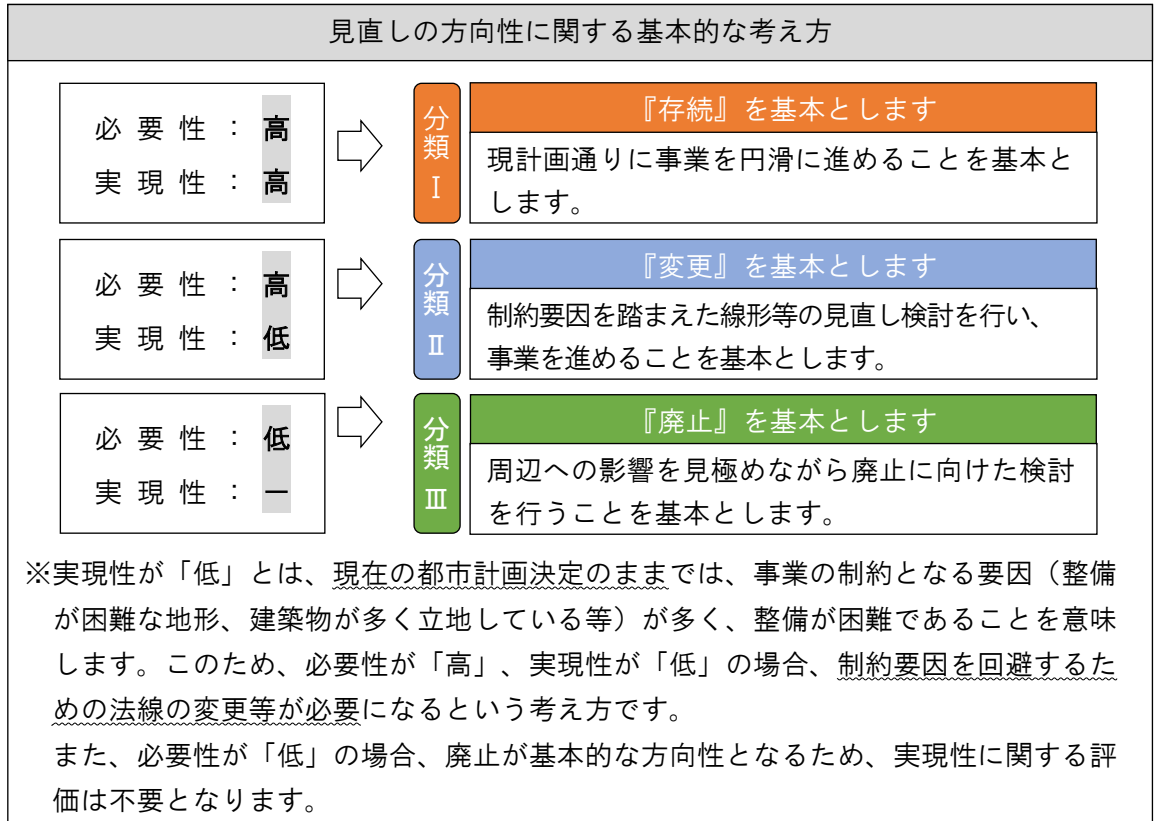 見直しの方向性に関する基本的な考え方
必要性：高
実現性：高
分類Ⅰ
『存続』を基本とします
現計画通りに事業を円滑に進めることを基本と
します。
必要性：高
実現性：低
分類Ⅱ
『変更』を基本とします
制約要因を踏まえた線形等の見直し検討を行い、
事業を進めることを基本とします。
必要性：低
実現性：－
分類Ⅲ
『廃止』を基本とします
周辺への影響を見極めながら廃止に向けた検討
を行うことを基本とします。
※実現性が「低」とは、現在の都市計画決定のままでは、事業の制約となる要因（整備
が困難な地形、建築物が多く立地している等）が多く、整備が困難であることを意味
します。このため、必要性が「高」、実現性が「低」の場合、制約要因を回避するた
めの法線の変更等が必要になるという考え方です。
また、必要性が「低」の場合、廃止が基本的な方向性となるため、実現性に関する評
価は不要となります。